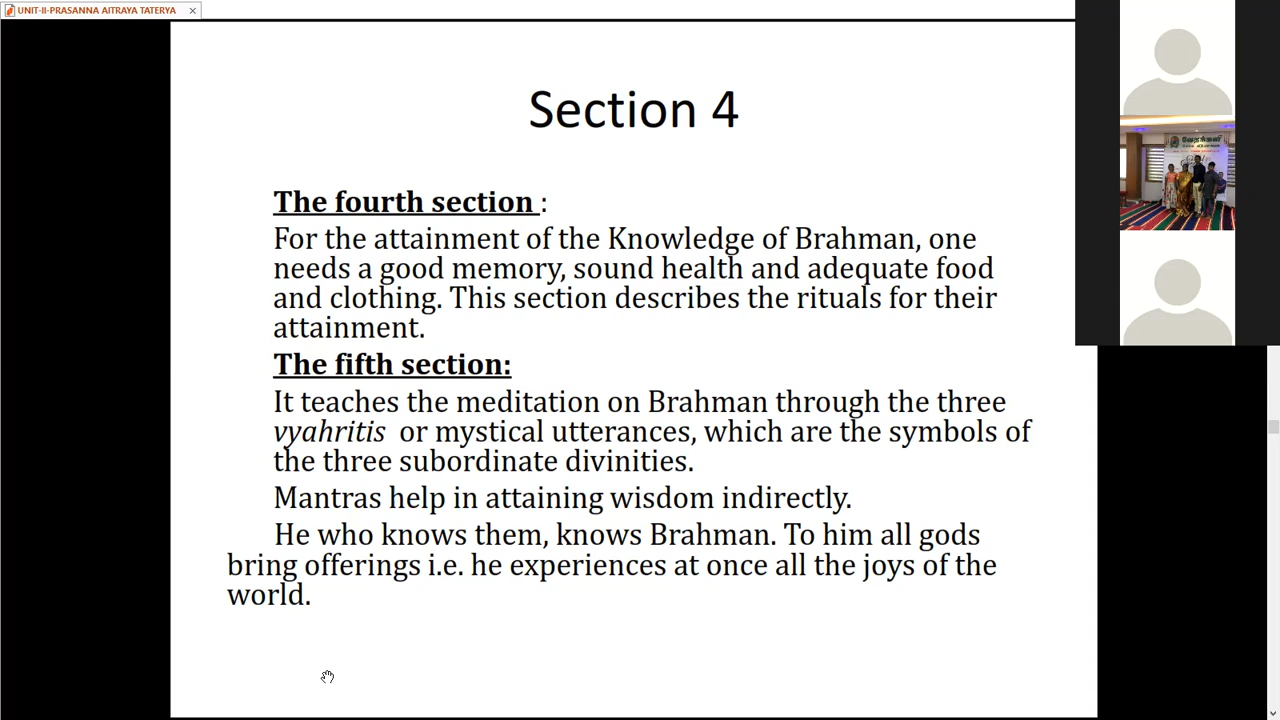 UNIT-II-PRASANNA AITRAYA TATERYA
Section 4
The fourth section :
For the attainment of the Knowledge of Brahman, one
needs a good memory, sound health and adequate food
and clothing. This section describes the rituals for their
attainment.
The fifth section:
It teaches the meditation on Brahman through the three
vyahritis or mystical utterances, which are the symbols of
the three subordinate divinities.
Mantras help in attaining wisdom indirectly.
He who knows them, knows Brahman. To him all gods
bring offerings i.e. he experiences at once all the joys of the
world.